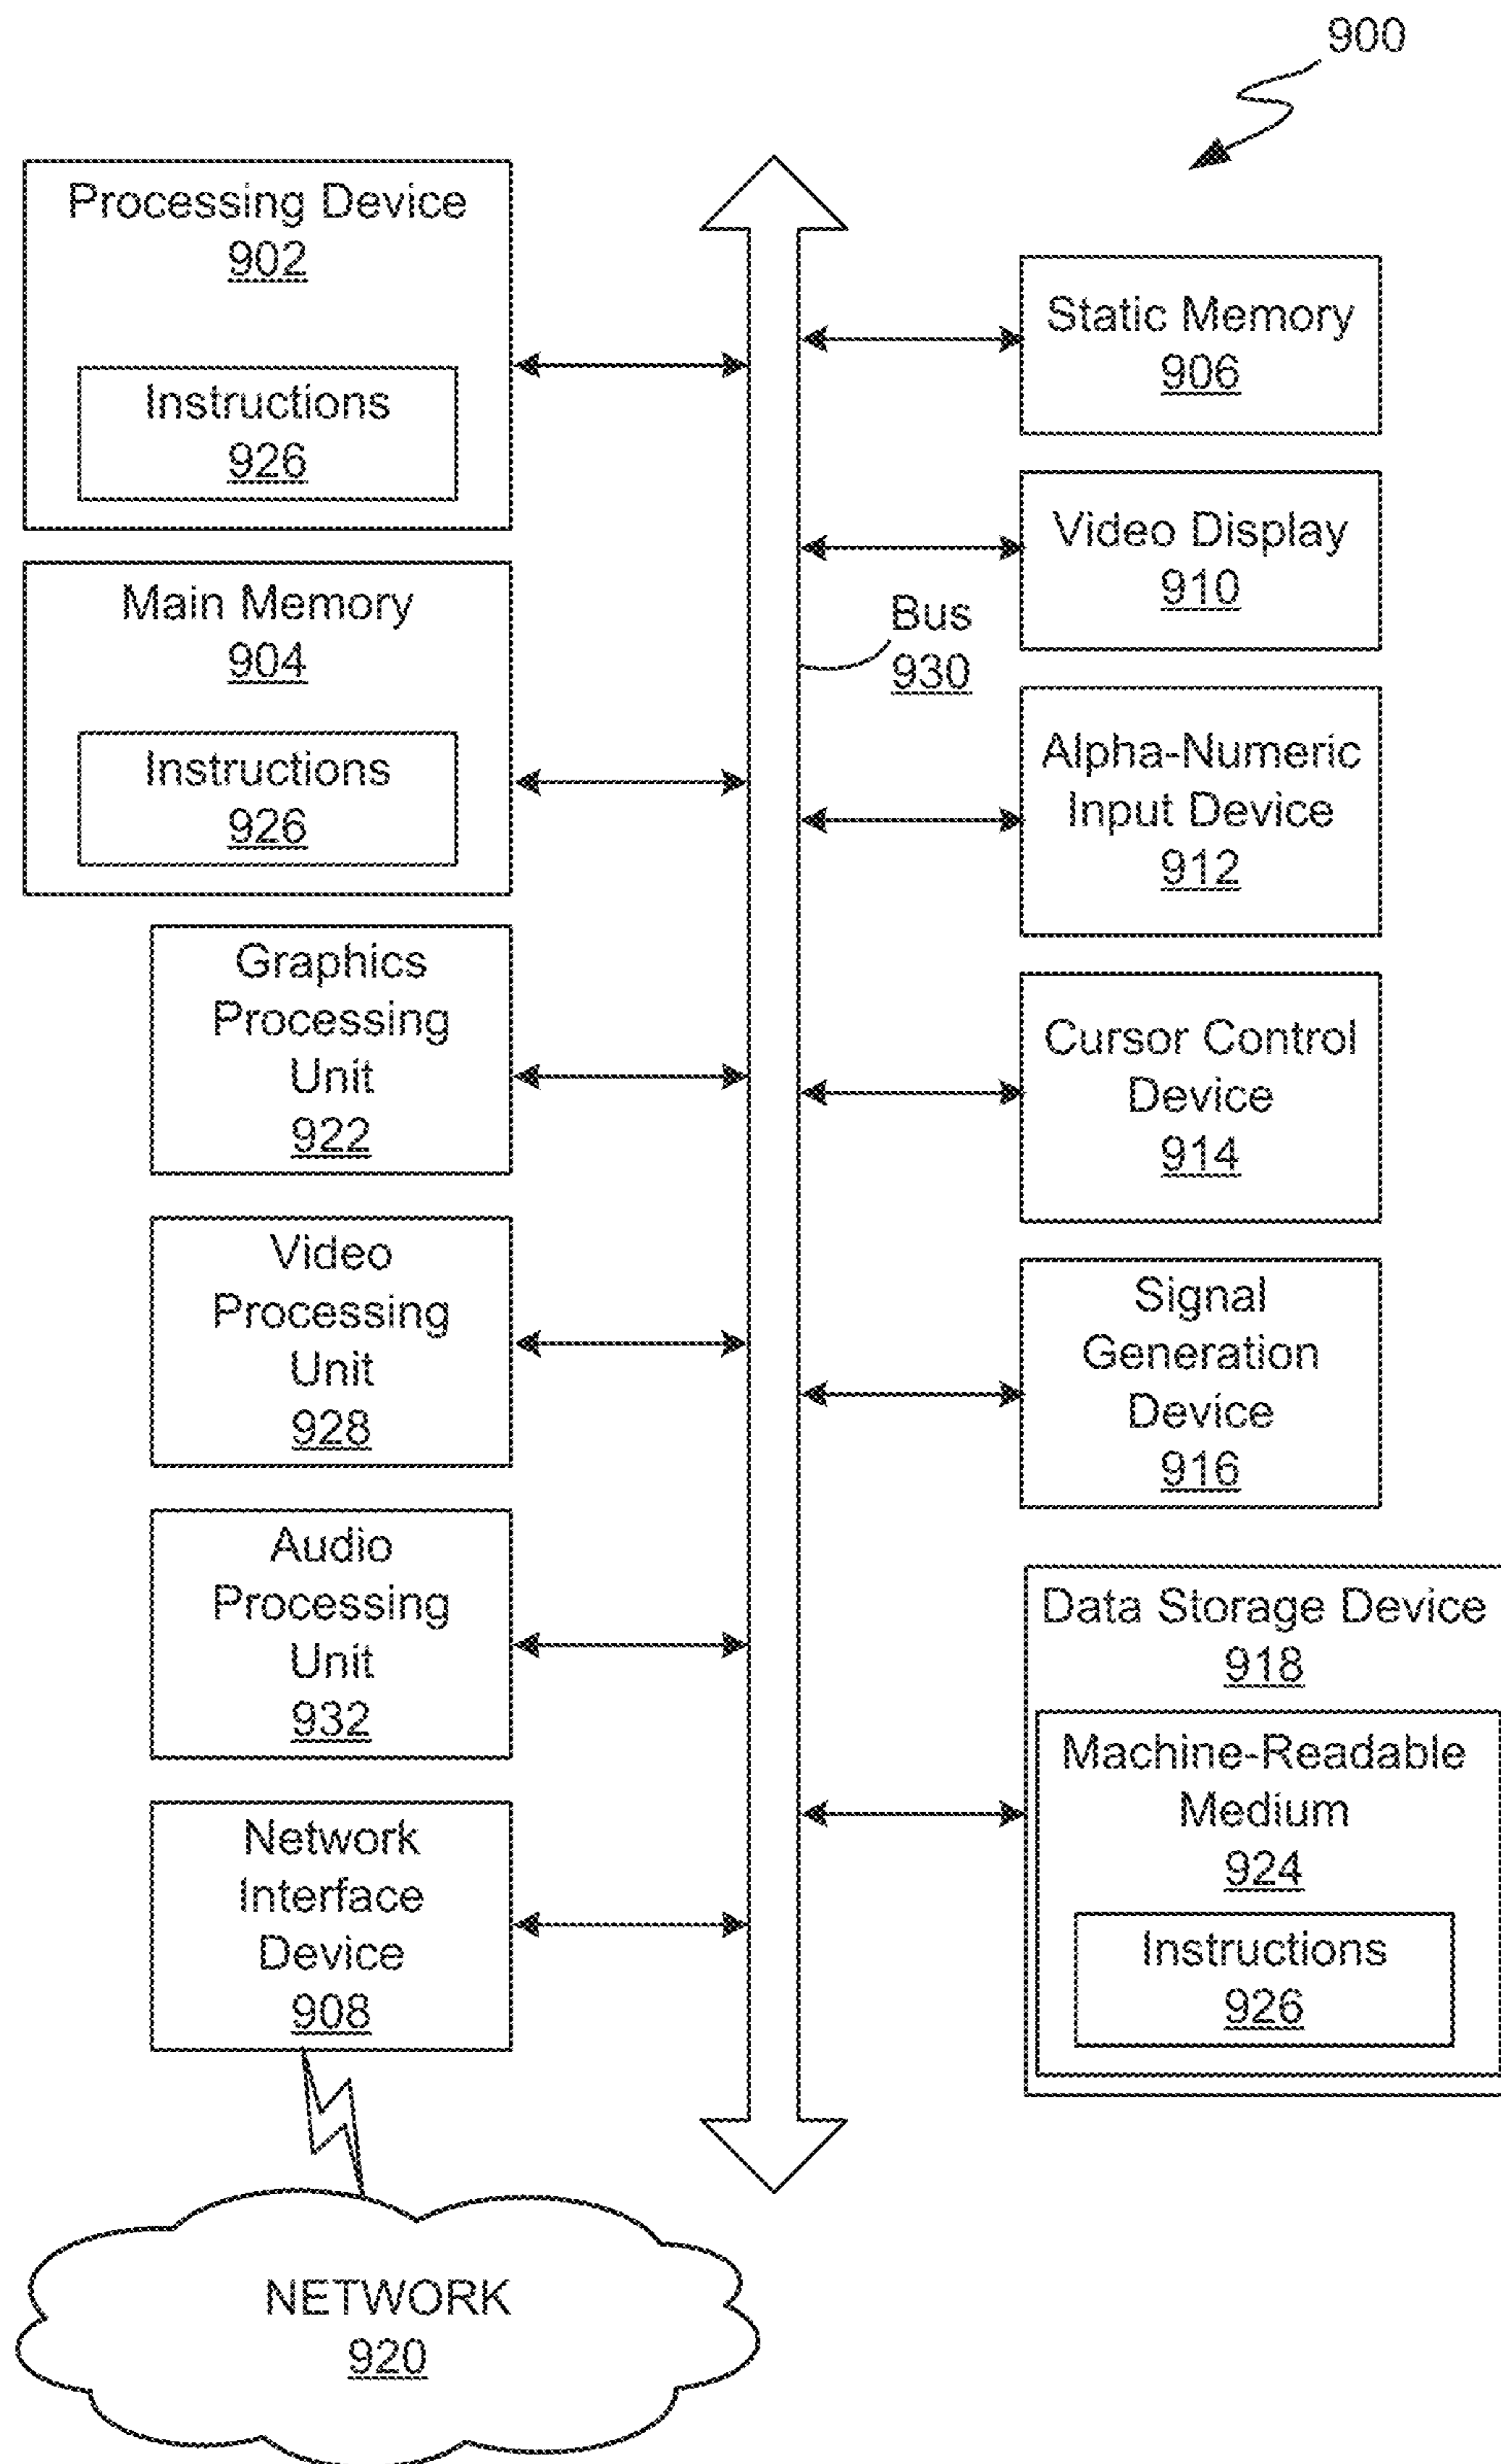 900
Processing Device
902
Instructions
926
Main Memory
904
Instructions
926
Graphics
Processing
Unit
922
Video
Processing
Unit
928
Audio
Processing
Unit
932
Network
Interface
Device
908
NETWORK
920
Bus
930
Static Memory
906
Video Display
910
Alpha-Numeric
Input Device
912
Cursor Control
Device
914
Signal
Generation
Device
916
Data Storage Device
918
Machine-Readable
Medium
924
Instructions
926